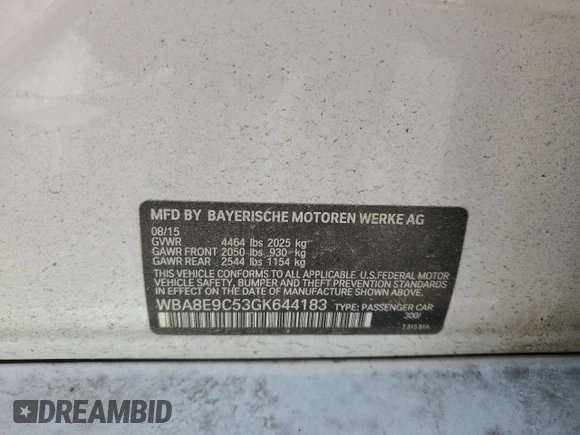 MFD BY BAYERISCHE MOTOREN WERKE AG
08/15
GVWR 4464 lbs 2025 kg
GAWR FRONT 2050 lbs 930 kg
GAWR REAR 2544 lbs 1154 kg
THIS VEHICLE CONFORMS TO ALL APPLICABLE U.S.FEDERAL MOTOR
VEHICLE SAFETY, BUMPER AND THEFT PREVENTION STANDARDS
IN EFFECT ON THE DATE OF MANUFACTURE SHOWN ABOVE.
WBA8E9C53GK644183 TYPE: PASSENGER CAR
300/
DREAMBID